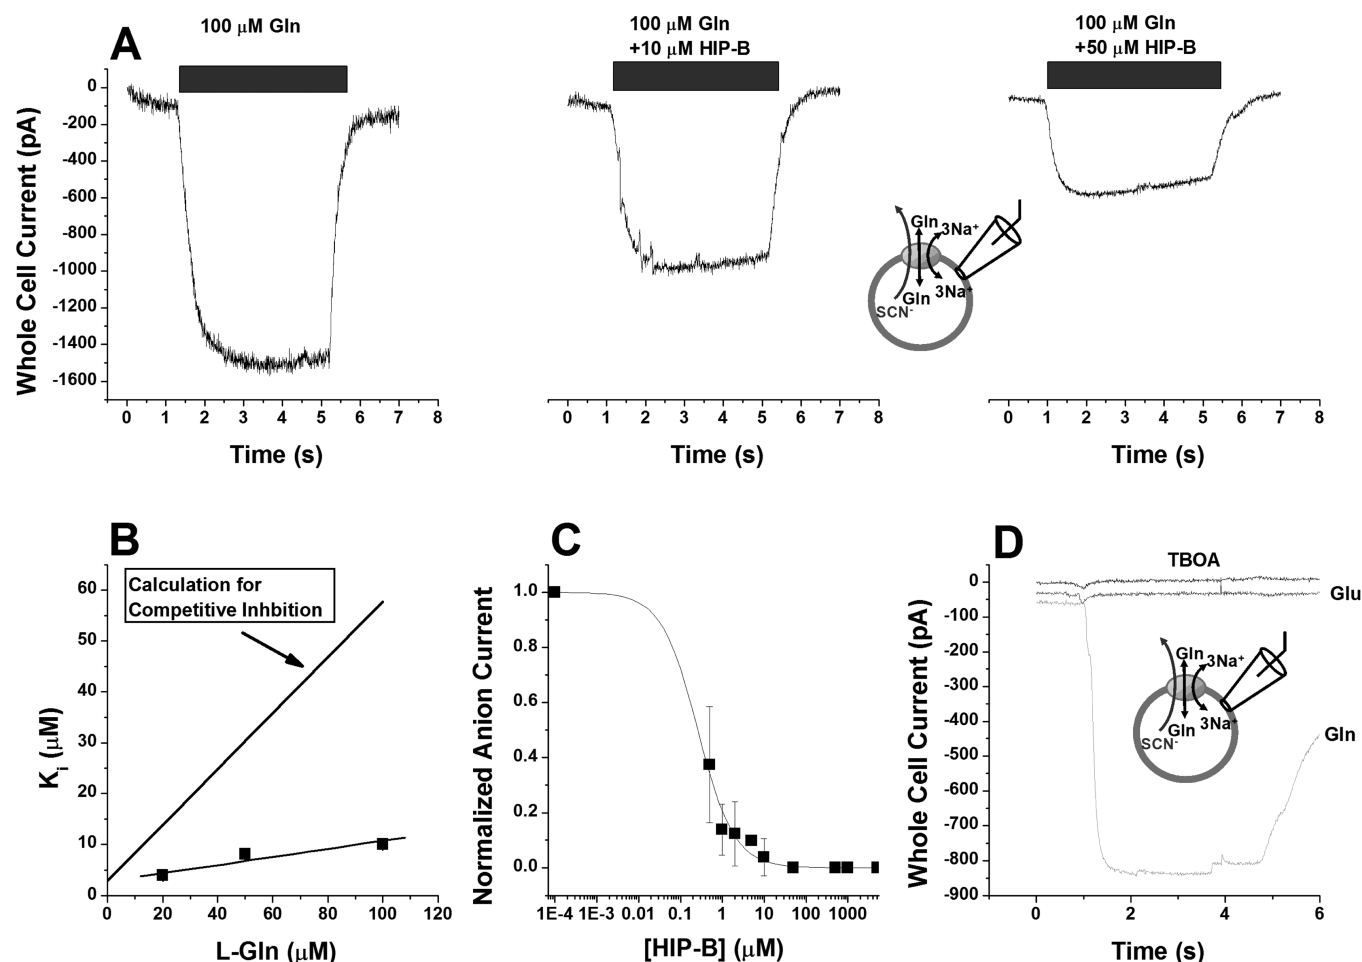 A
100 μM Gln
100 μM Gln
+10 μM HIP-B
100 μM Gln
+50 μM HIP-B
Whole Cell Current (pA)
0
-200
-400
-600
-800
-1000
-1200
-1400
-1600
0 1 2 3 4 5 6 7 8
Time (s)
0 1 2 3 4 5 6 7 8
Time (s)
0 1 2 3 4 5 6 7 8
Time (s)
Gln
3Na+
Gln
3Na+
SCN-
B
Calculation for
Competitive Inhbition
Ki (μM)
60
50
40
30
20
10
0
0 20 40 60 80 100 120
L-Gln (μM)
C
Normalized Anion Current
1.0
0.8
0.6
0.4
0.2
0.0
1E-4 1E-3 0.01 0.1 1 10 100 1000
[HIP-B] (μM)
D
TBOA
Glu
Gln
Whole Cell Current (pA)
0
-100
-200
-300
-400
-500
-600
-700
-800
-900
Gln
3Na+
Gln
3Na+
SCN-
0 2 4 6
Time (s)